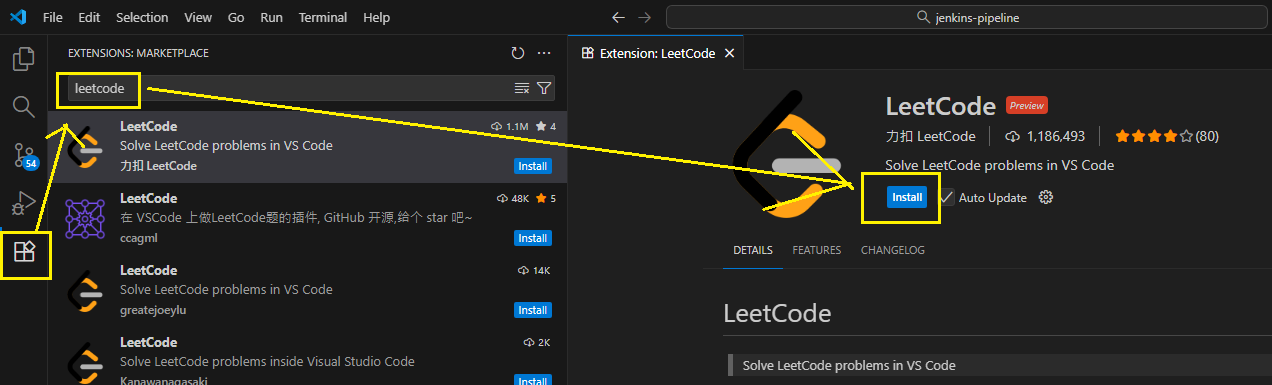 File Edit Selection View Go Run Terminal Help
jenkins-pipeline
EXTENSIONS: MARKETPLACE
leetcode
54
LeetCode 1.1M 4
Solve LeetCode problems in VS Code
力扣 LeetCode Install
LeetCode 48K 5
在 VSCode 上做LeetCode题的插件, GitHub 开源,给个 star 吧~
ccagml Install
LeetCode 14K
Solve LeetCode problems in VS Code
greatejoeylu Install
LeetCode 2K
Solve LeetCode problems inside Visual Studio Code
Kanawanagasaki Install
Extension: LeetCode
LeetCode Preview
力扣 LeetCode 1,186,493 (80)
Solve LeetCode problems in VS Code
Install Auto Update
DETAILS FEATURES CHANGELOG
LeetCode
Solve LeetCode problems in VS Code